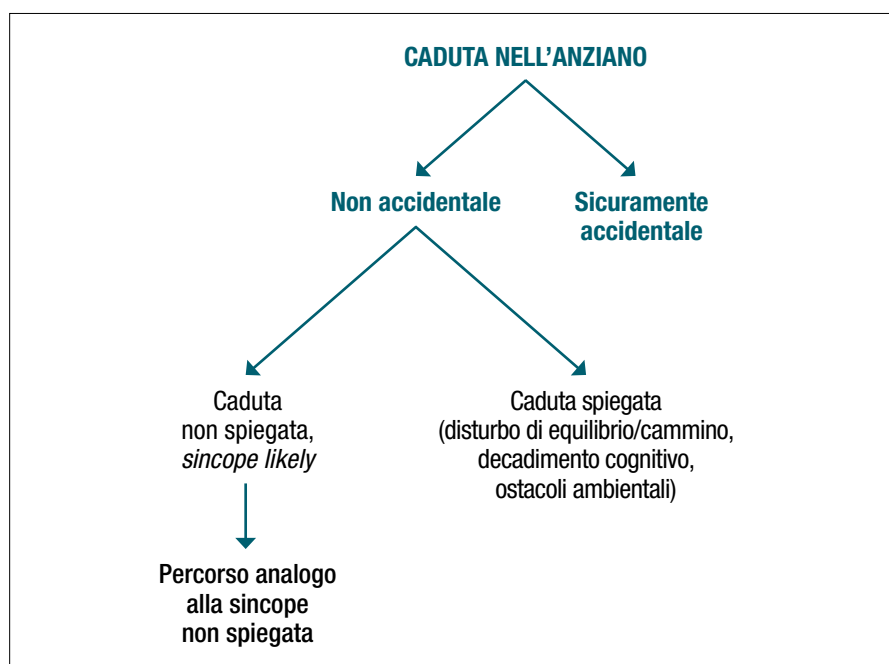 CADUTA NELL’ANZIANO
Non accidentale
Sicuramente
accidentale
Caduta
non spiegata,
sincope likely
Caduta spiegata
(disturbo di equilibrio/cammino,
decadimento cognitivo,
ostacoli ambientali)
Percorso analogo
alla sincope
non spiegata